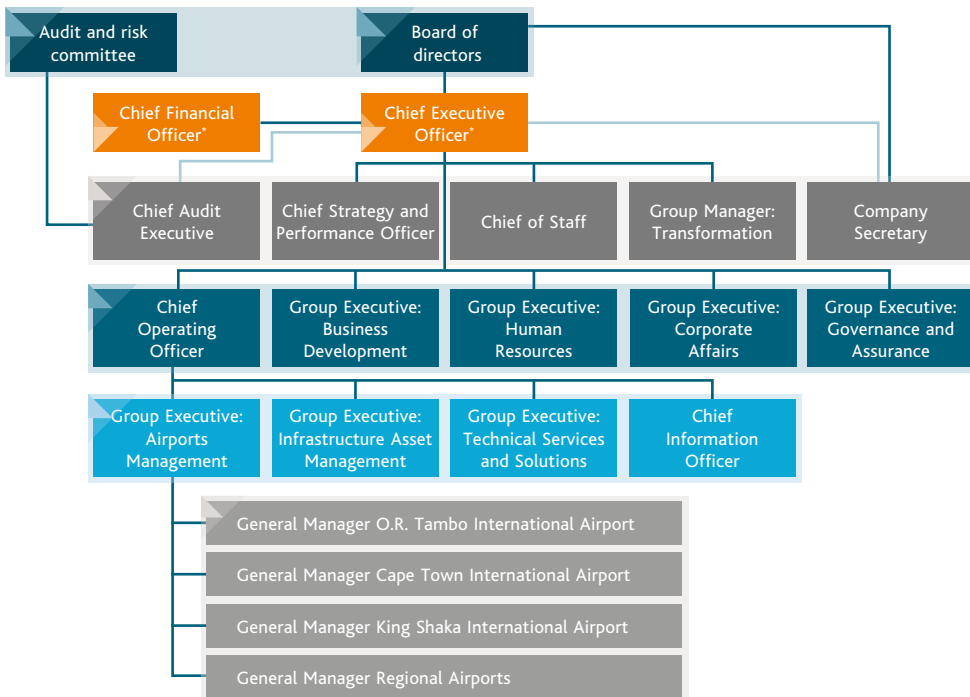 Audit and risk
committee
Board of
directors
Chief Financial
Officer*
Chief Executive
Officer*
Chief Audit
Executive
Chief Strategy and
Performance Officer
Chief of Staff
Group Manager:
Transformation
Company
Secretary
Chief
Operating
Officer
Group Executive:
Business
Development
Group Executive:
Human
Resources
Group Executive:
Corporate
Affairs
Group Executive:
Governance and
Assurance
Group Executive:
Airports
Management
Group Executive:
Infrastructure Asset
Management
Group Executive:
Technical Services
and Solutions
Chief
Information
Officer
General Manager O.R. Tambo International Airport
General Manager Cape Town International Airport
General Manager King Shaka International Airport
General Manager Regional Airports